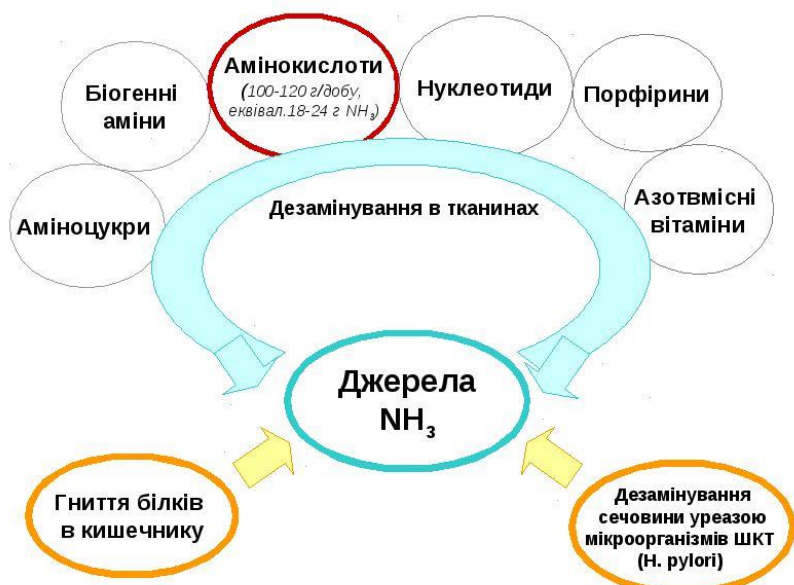 Амінокислоти
(100-120 г/добу,
еквівал.18-24 г NH₃)
Нуклеотиди
Біогенні
аміни
Порфірини
Аміноцукри
Азотвмісні
вітаміни
Дезамінування в тканинах
Джерела
NH₃
Гниття білків
в кишечнику
Дезамінування
сечовини уреазою
мікроорганізмів ШКТ
(H. pylori)